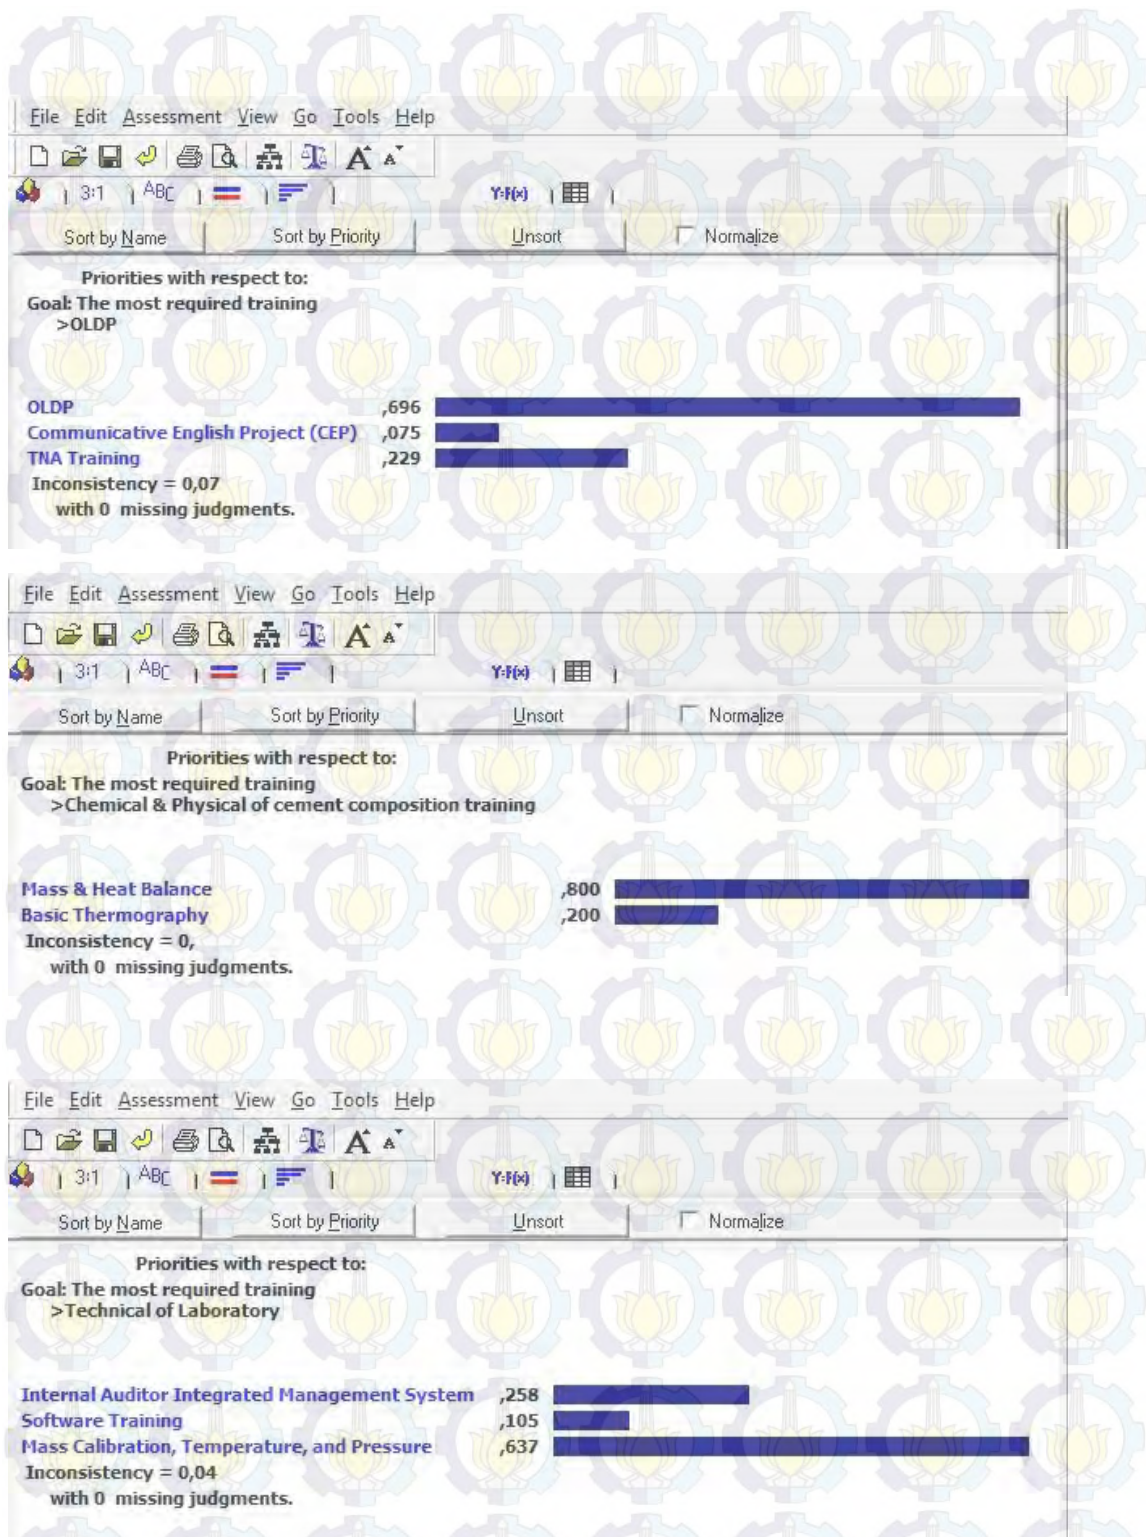 File Edit Assessment View Go Tools Help
A A
3:1 ABC Y=F(x)
Sort by Name Sort by Priority Unsort Normalize
Priorities with respect to:
Goal: The most required training
>OLDP
OLDP ,696
Communicative English Project (CEP) ,075
TNA Training ,229
Inconsistency = 0,07
with 0 missing judgments.
File Edit Assessment View Go Tools Help
A A
3:1 ABC Y=F(x)
Sort by Name Sort by Priority Unsort Normalize
Priorities with respect to:
Goal: The most required training
>Chemical & Physical of cement composition training
Mass & Heat Balance ,800
Basic Thermography ,200
Inconsistency = 0,
with 0 missing judgments.
File Edit Assessment View Go Tools Help
A A
3:1 ABC Y=F(x)
Sort by Name Sort by Priority Unsort Normalize
Priorities with respect to:
Goal: The most required training
>Technical of Laboratory
Internal Auditor Integrated Management System ,258
Software Training ,105
Mass Calibration, Temperature, and Pressure ,637
Inconsistency = 0,04
with 0 missing judgments.